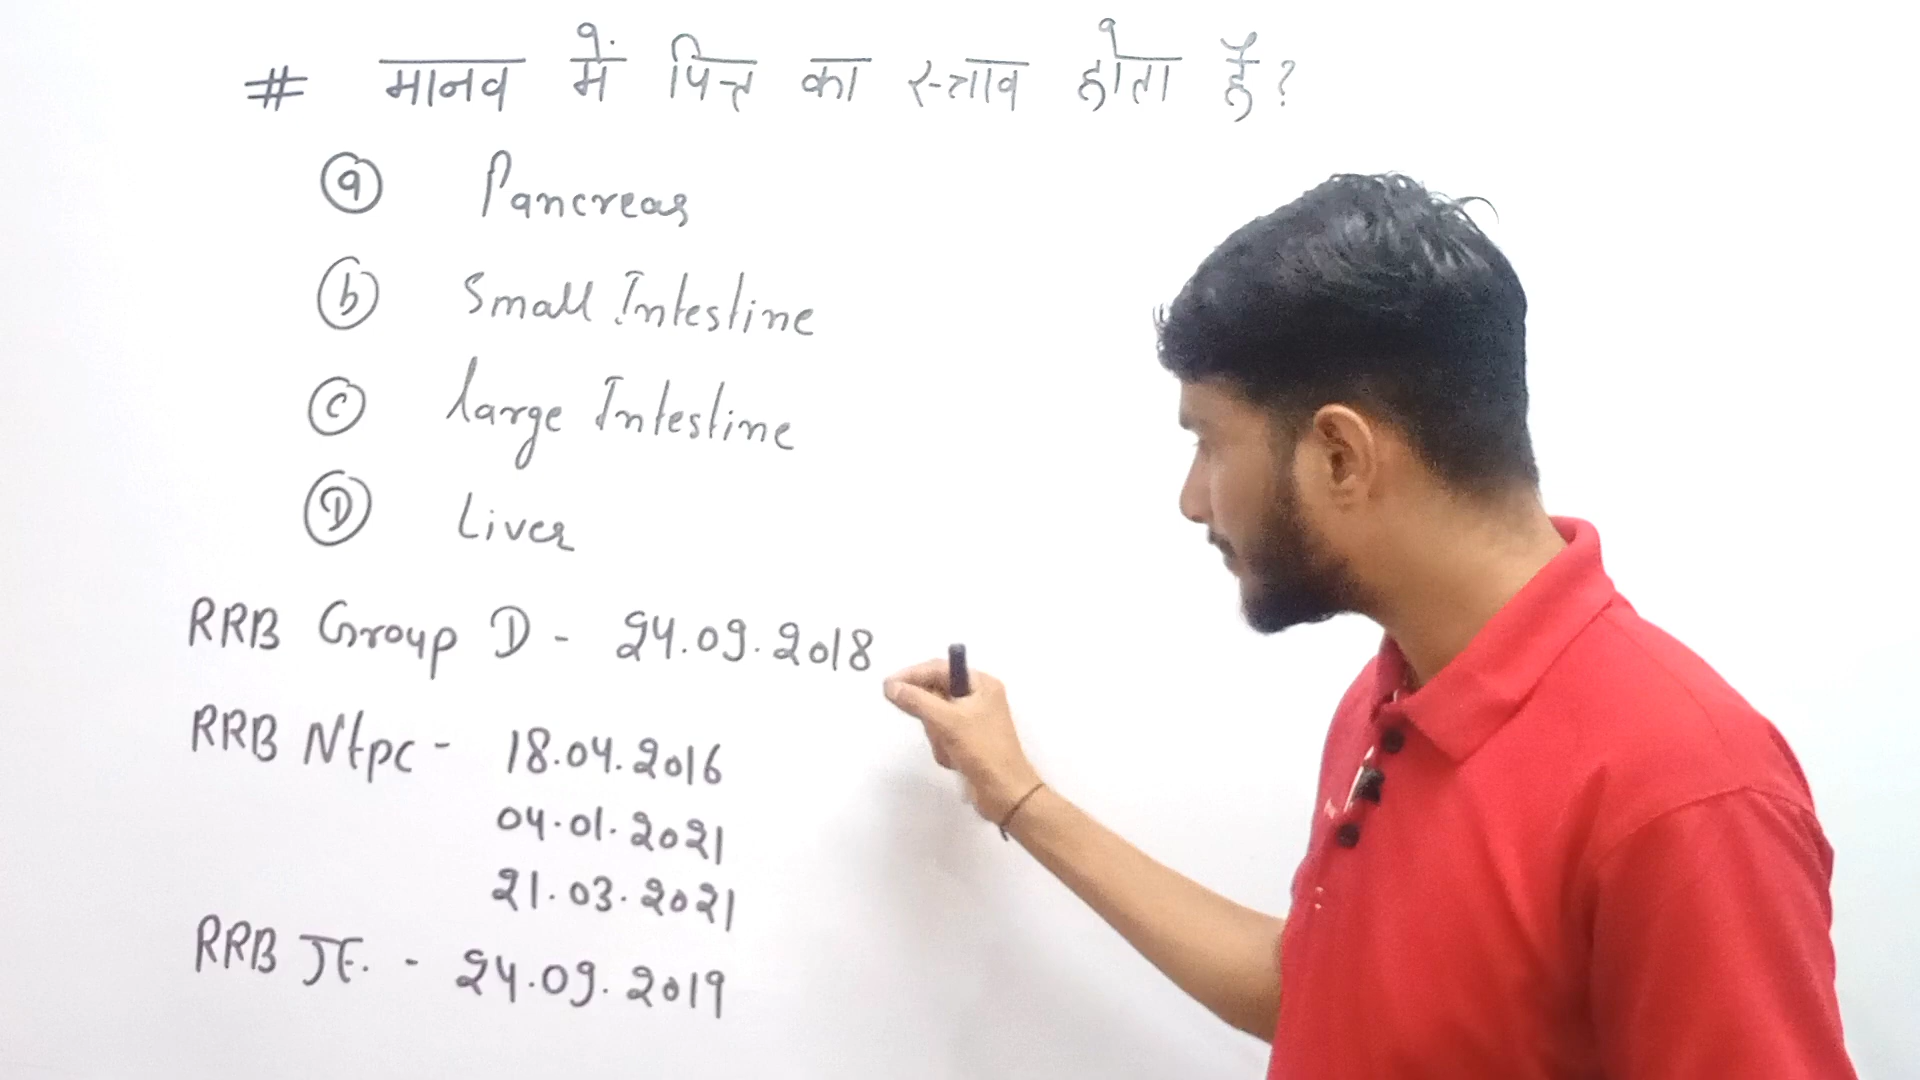 # मानव में पित्त का स्त्राव होता है?
(a) Pancreas
(b) Small Intestine
(c) large Intestine
(D) Liver
RRB Group D - 24.09.2018
RRB Ntpc - 18.04.2016
04.01.2021
21.03.2021
RRB JE. - 24.09.2019